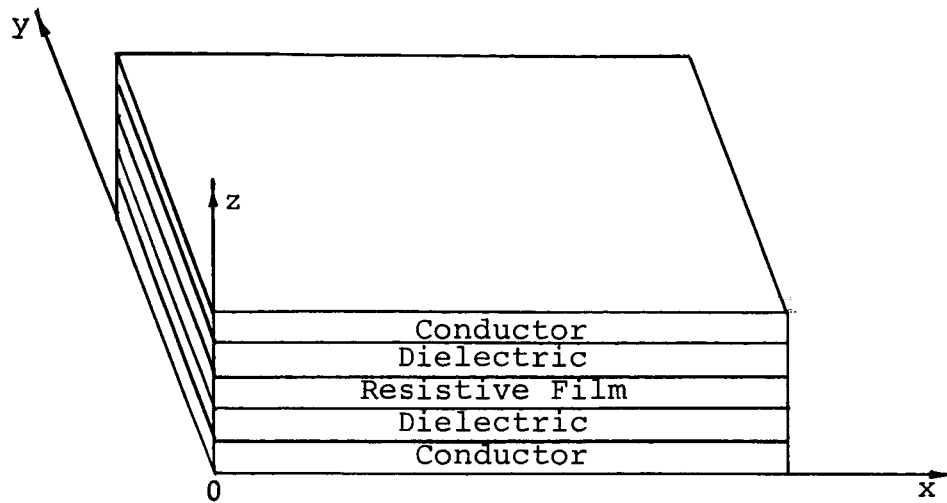 y
z
Conductor
Dielectric
Resistive Film
Dielectric
Conductor
0
x